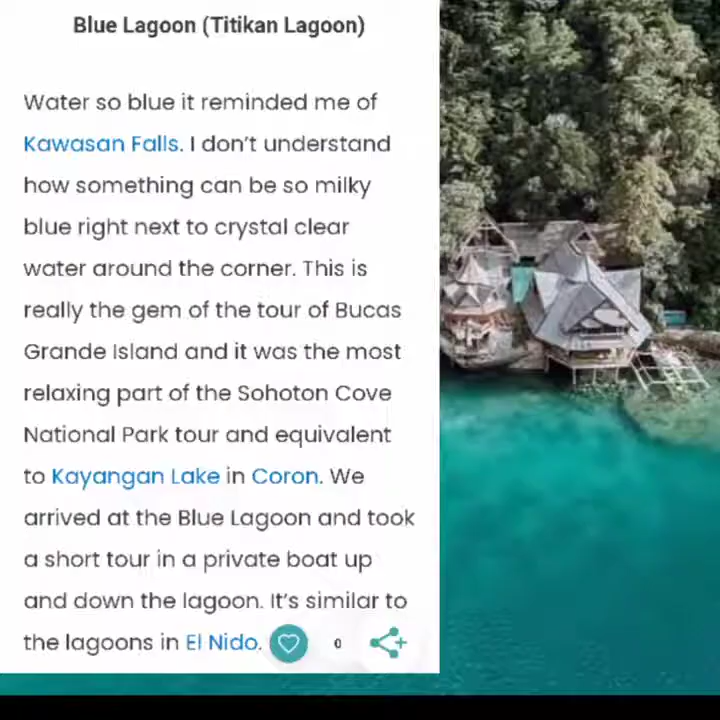 Blue Lagoon (Titikan Lagoon)
Water so blue it reminded me of
Kawasan Falls. I don't understand
how something can be so milky
blue right next to crystal clear
water around the corner. This is
really the gem of the tour of Bucas
Grande Island and it was the most
relaxing part of the Sohoton Cove
National Park tour and equivalent
to Kayangan Lake in Coron. We
arrived at the Blue Lagoon and took
a short tour in a private boat up
and down the lagoon. It's similar to
the lagoons in El Nido.
0